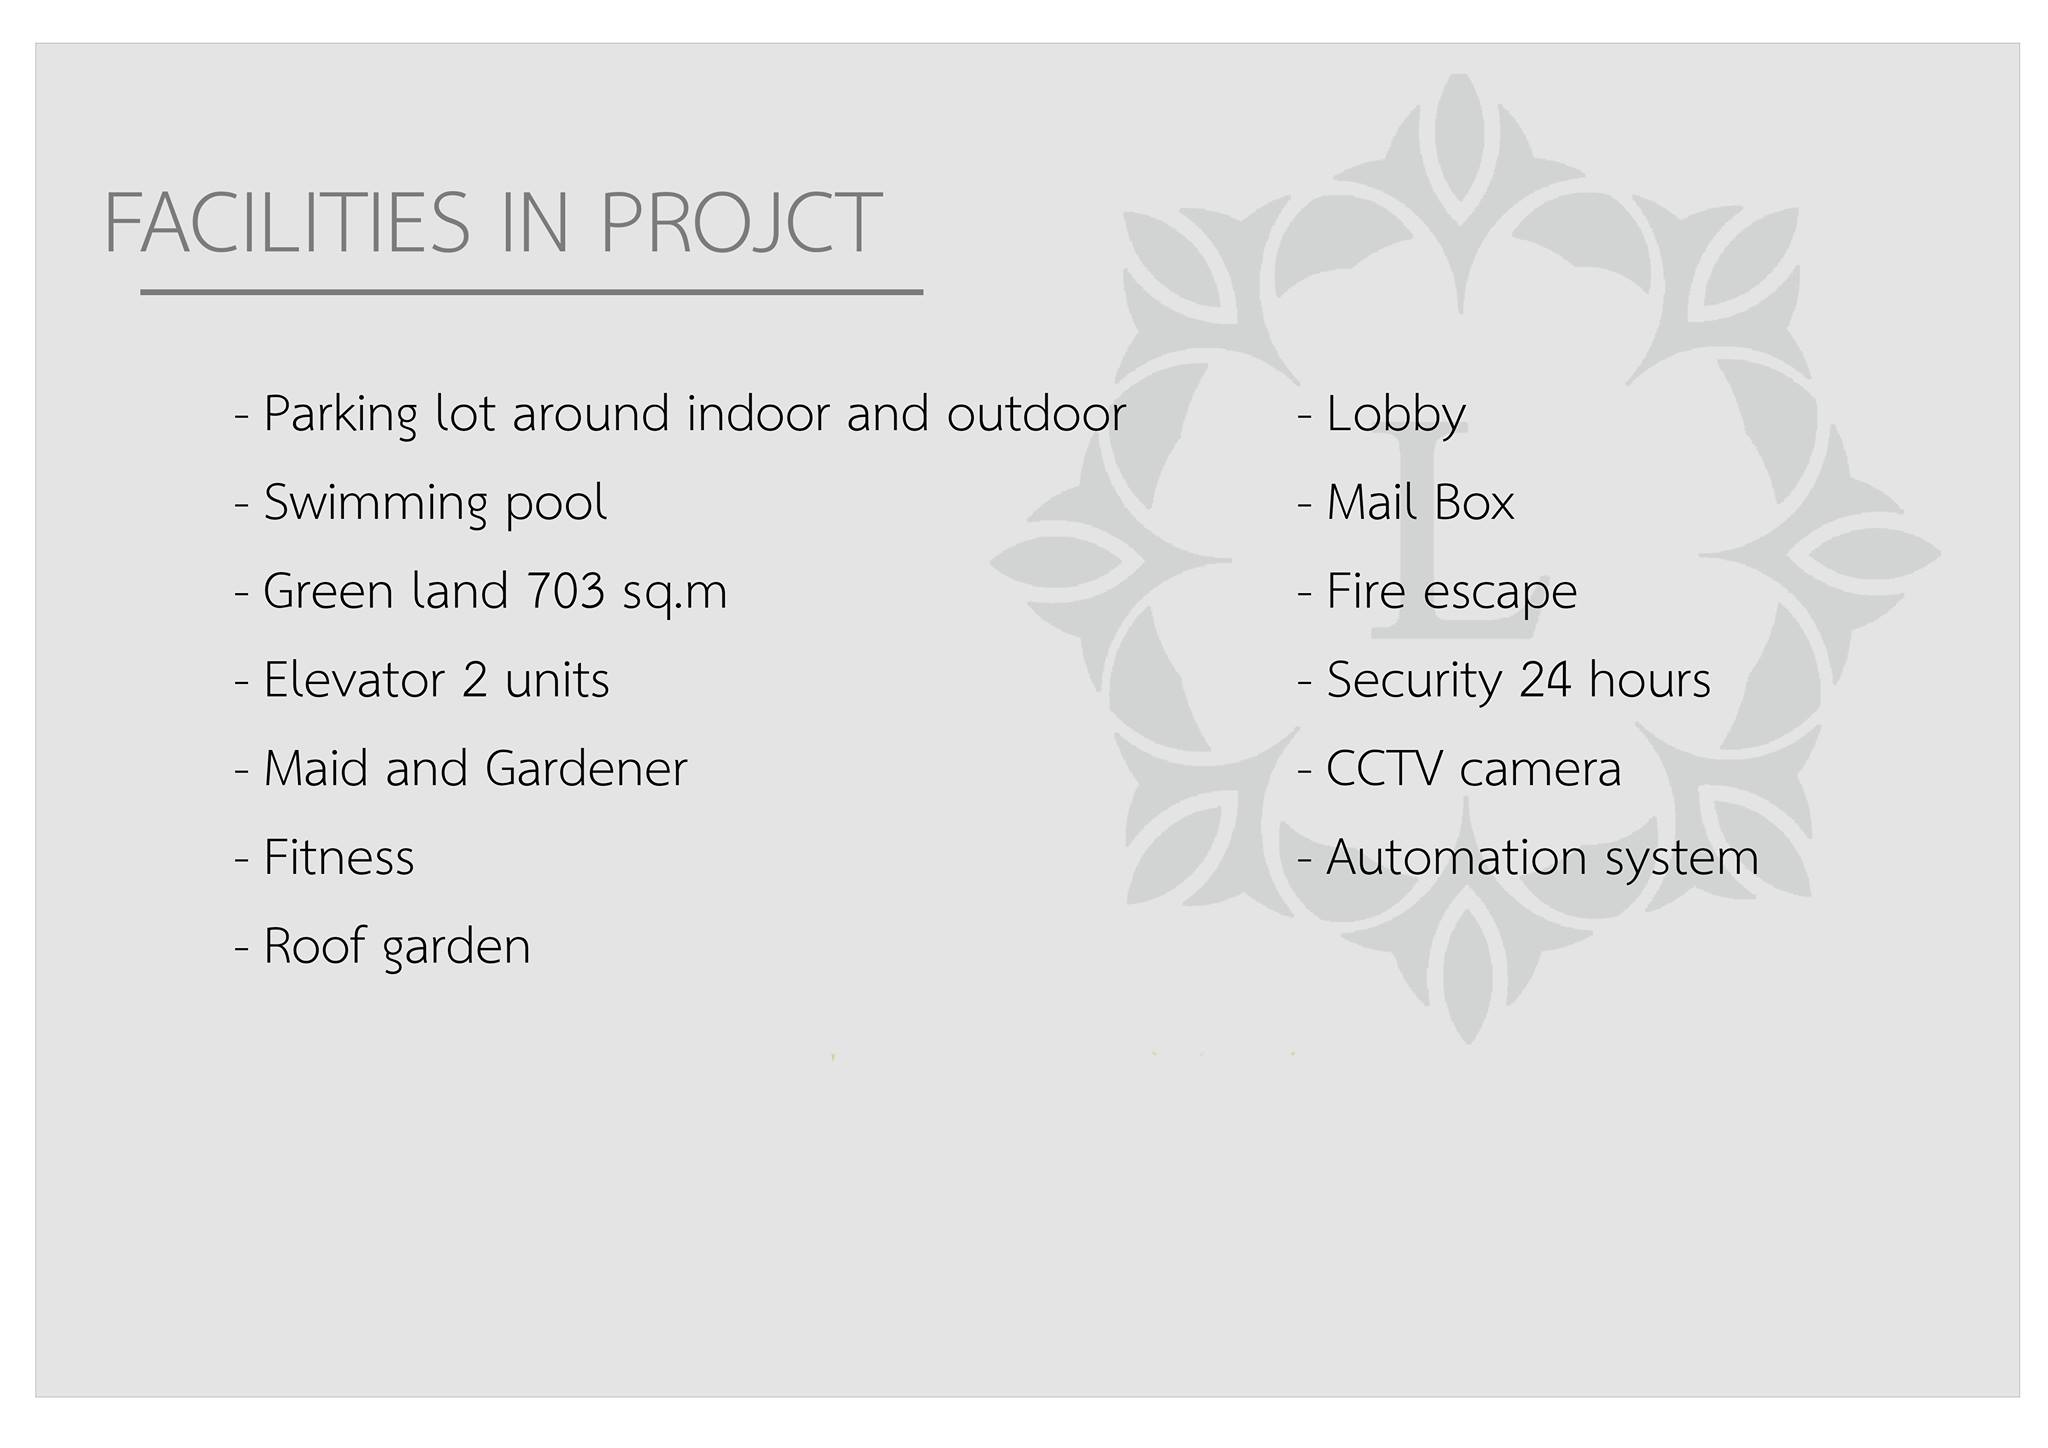 FACILITIES IN PROJCT
- Parking lot around indoor and outdoor
- Swimming pool
- Green land 703 sq.m
- Elevator 2 units
- Maid and Gardener
- Fitness
- Roof garden
- Lobby
- Mail Box
- Fire escape
- Security 24 hours
- CCTV camera
- Automation system
L